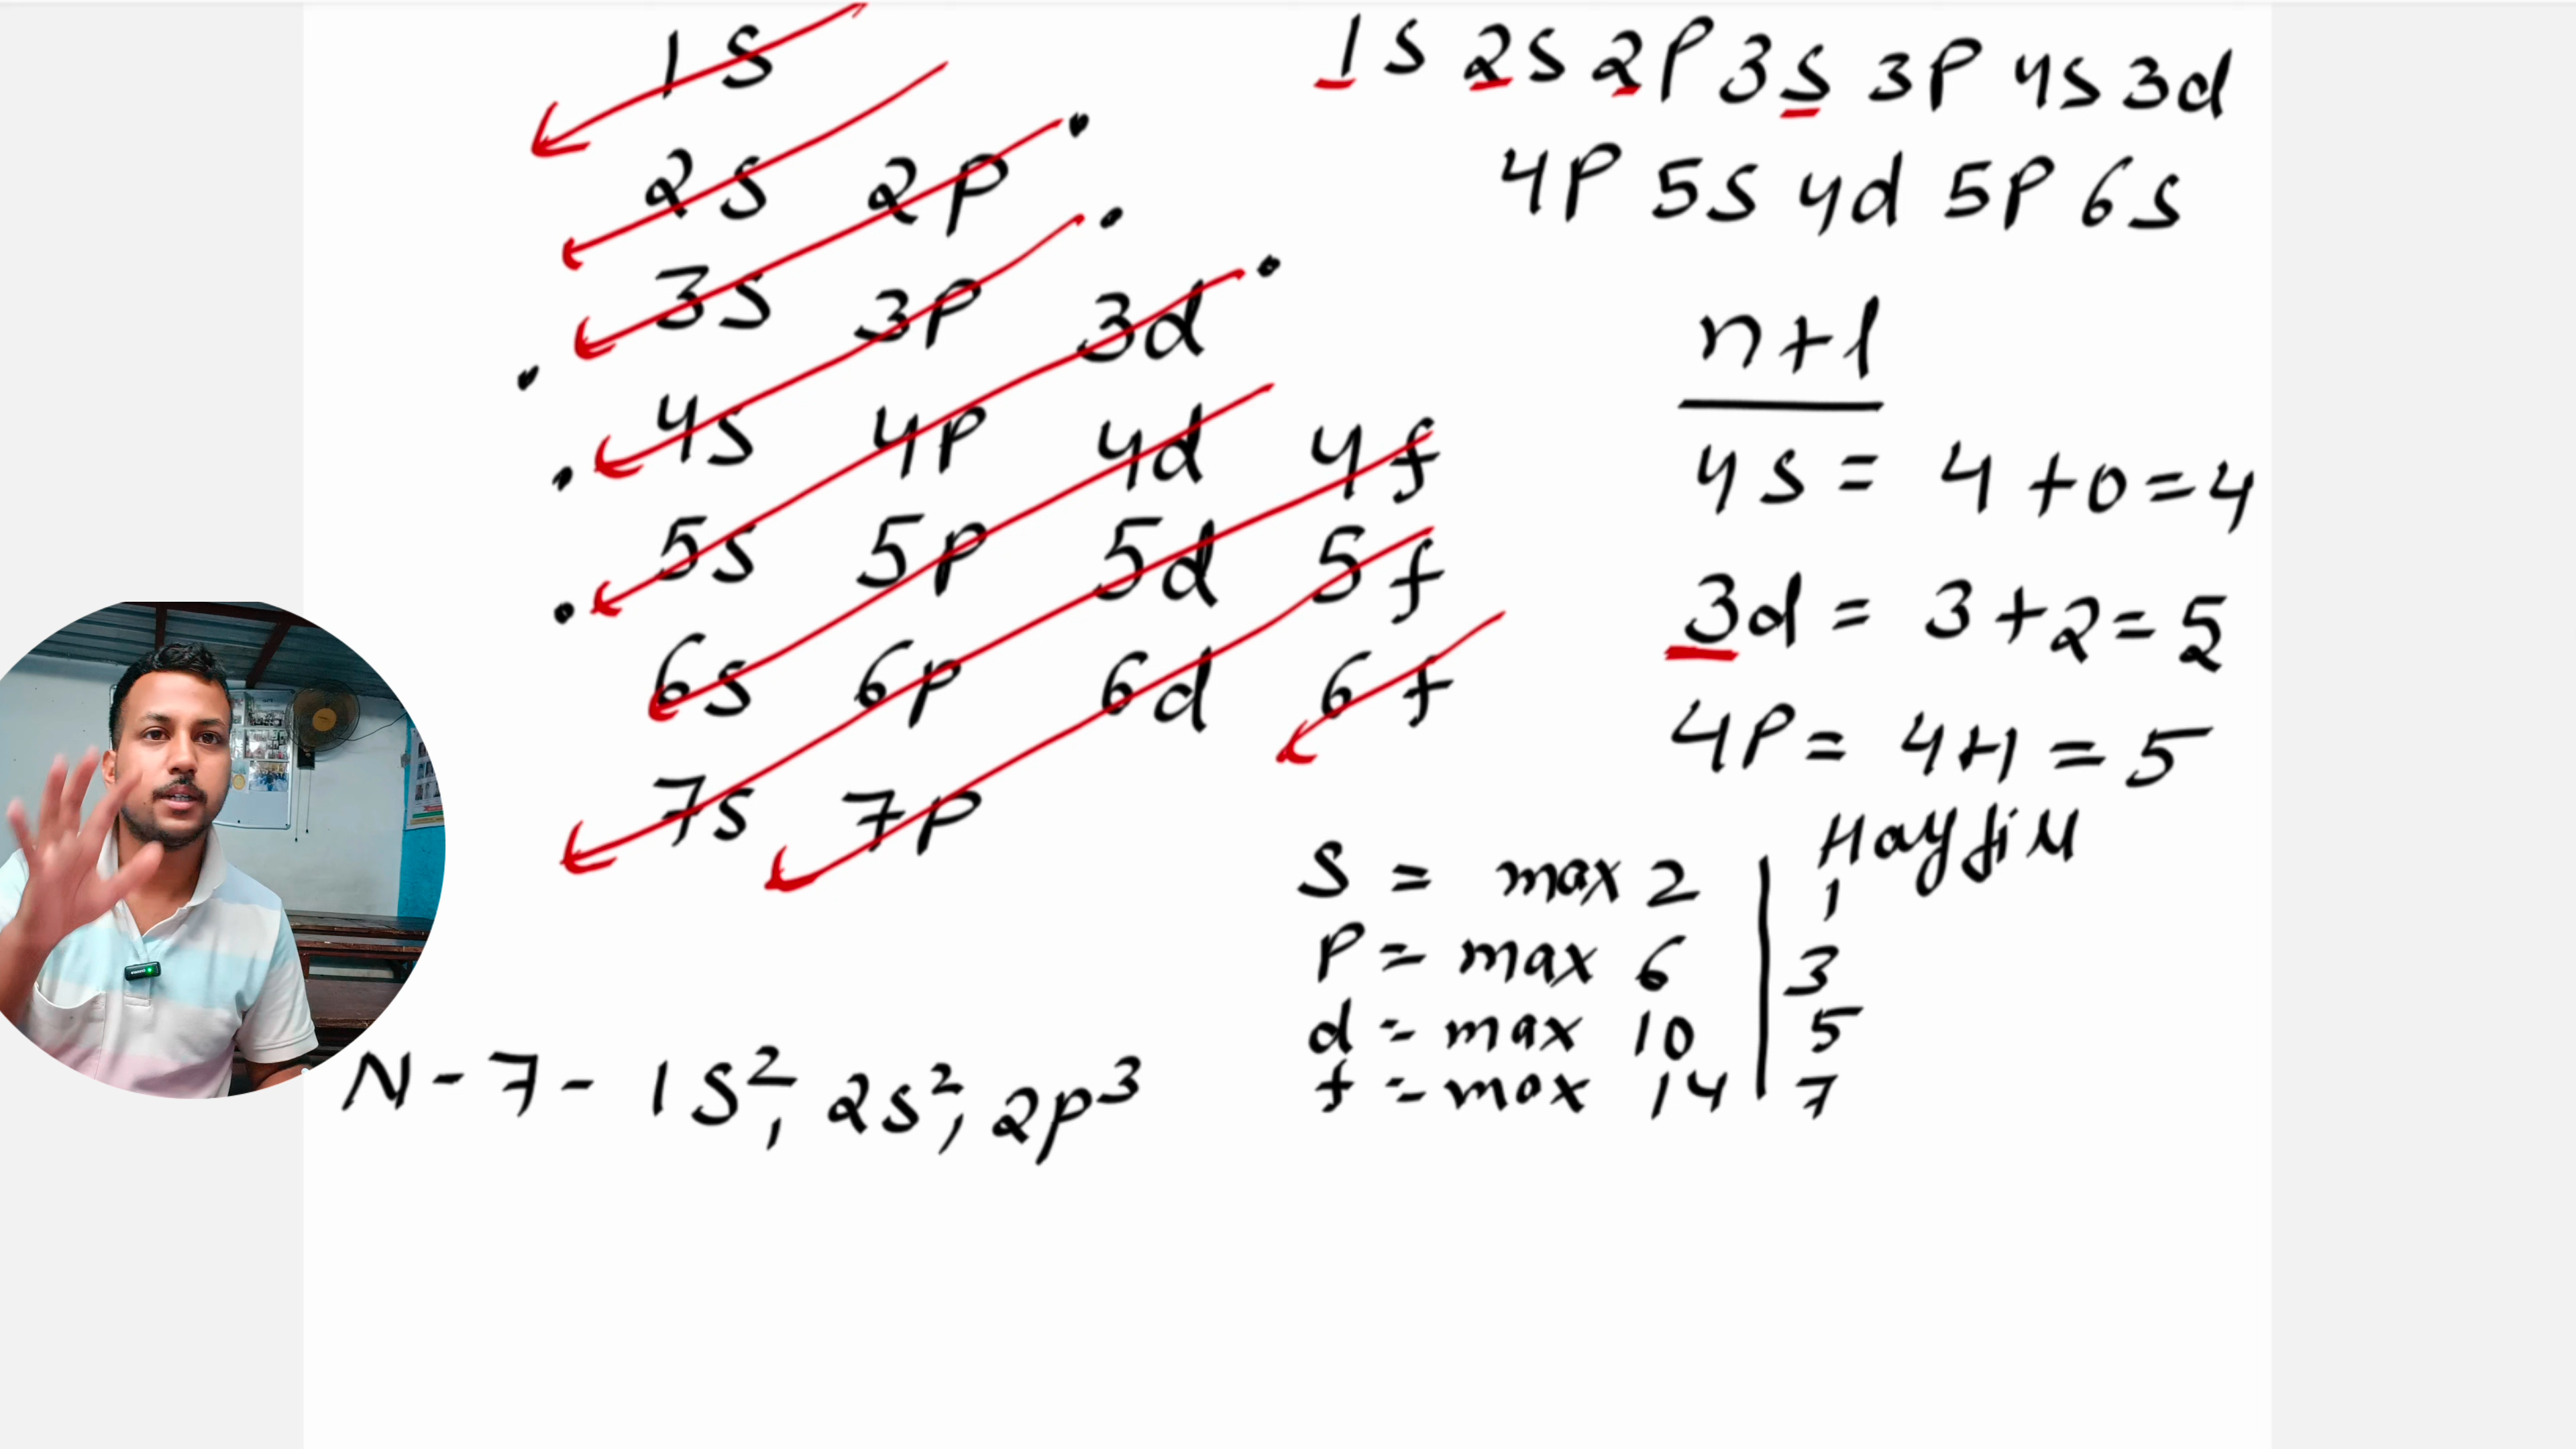 1s
2s 2p
3s 3p 3d
4s 4p 4d 4f
5s 5p 5d 5f
6s 6p 6d 6f
7s 7p
1s 2s 2p 3s 3p 4s 3d
4p 5s 4d 5p 6s
n+l
4s = 4+0=4
3d = 3+2=5
4p = 4+1=5
Hayfill
s = max 2 | 1
p = max 6 | 3
d = max 10 | 5
f = max 14 | 7
N-7- 1s², 2s², 2p³